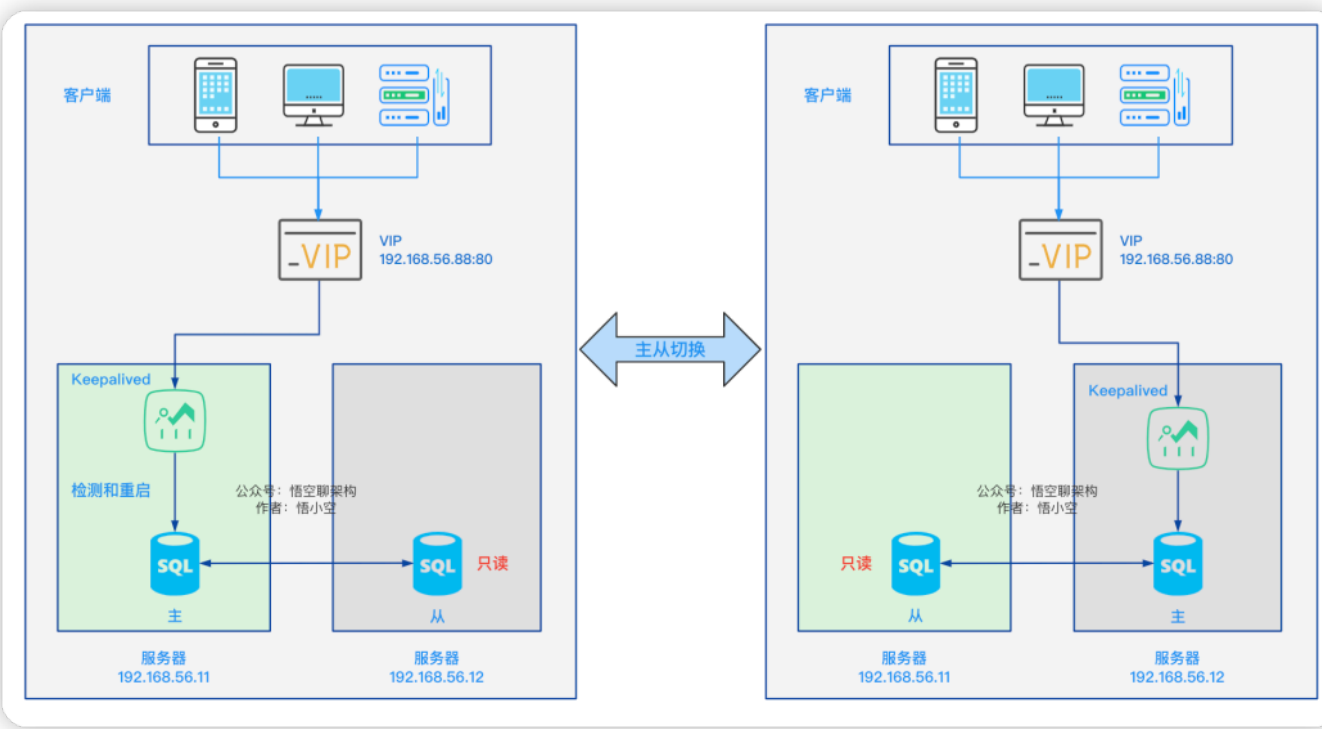 客户端
_VIP
VIP
192.168.56.88:80
Keepalived
检测和重启
公众号：悟空聊架构
作者：悟小空
SQL
SQL
只读
主
从
服务器
192.168.56.11
服务器
192.168.56.12
主从切换
客户端
_VIP
VIP
192.168.56.88:80
Keepalived
公众号：悟空聊架构
作者：悟小空
只读
SQL
SQL
从
主
服务器
192.168.56.11
服务器
192.168.56.12